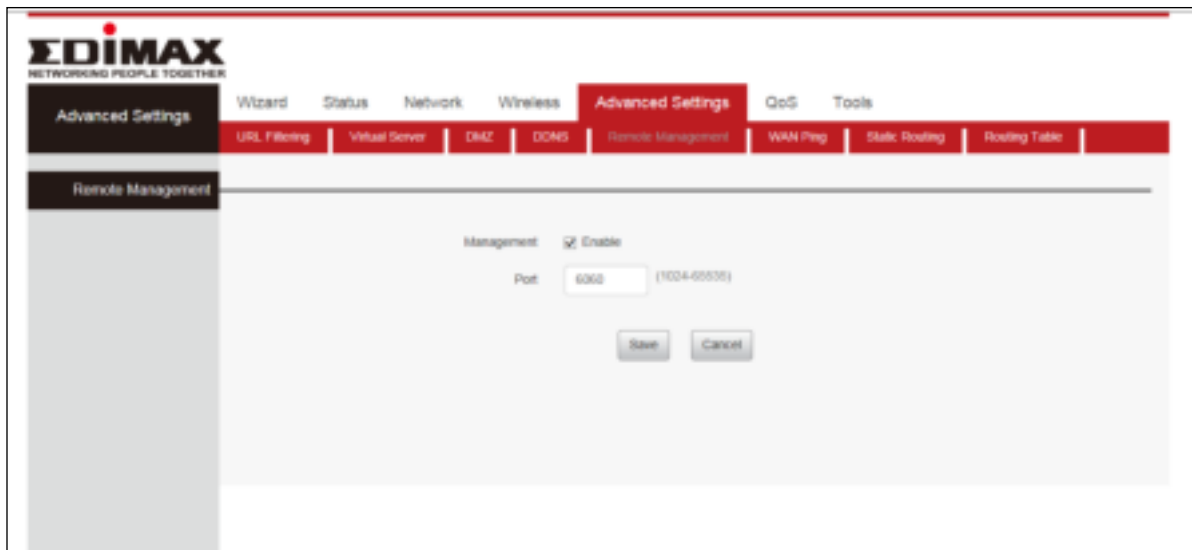 EDIMAX
NETWORKING PEOPLE TOGETHER
Advanced Settings
Wizard Status Network Wireless Advanced Settings QoS Tools
URL Filtering Virtual Server DMZ DDNS Remote Management WAN Ping Static Routing Routing Table
Remote Management
Management Enable
Port (1024-65535)
Save Cancel